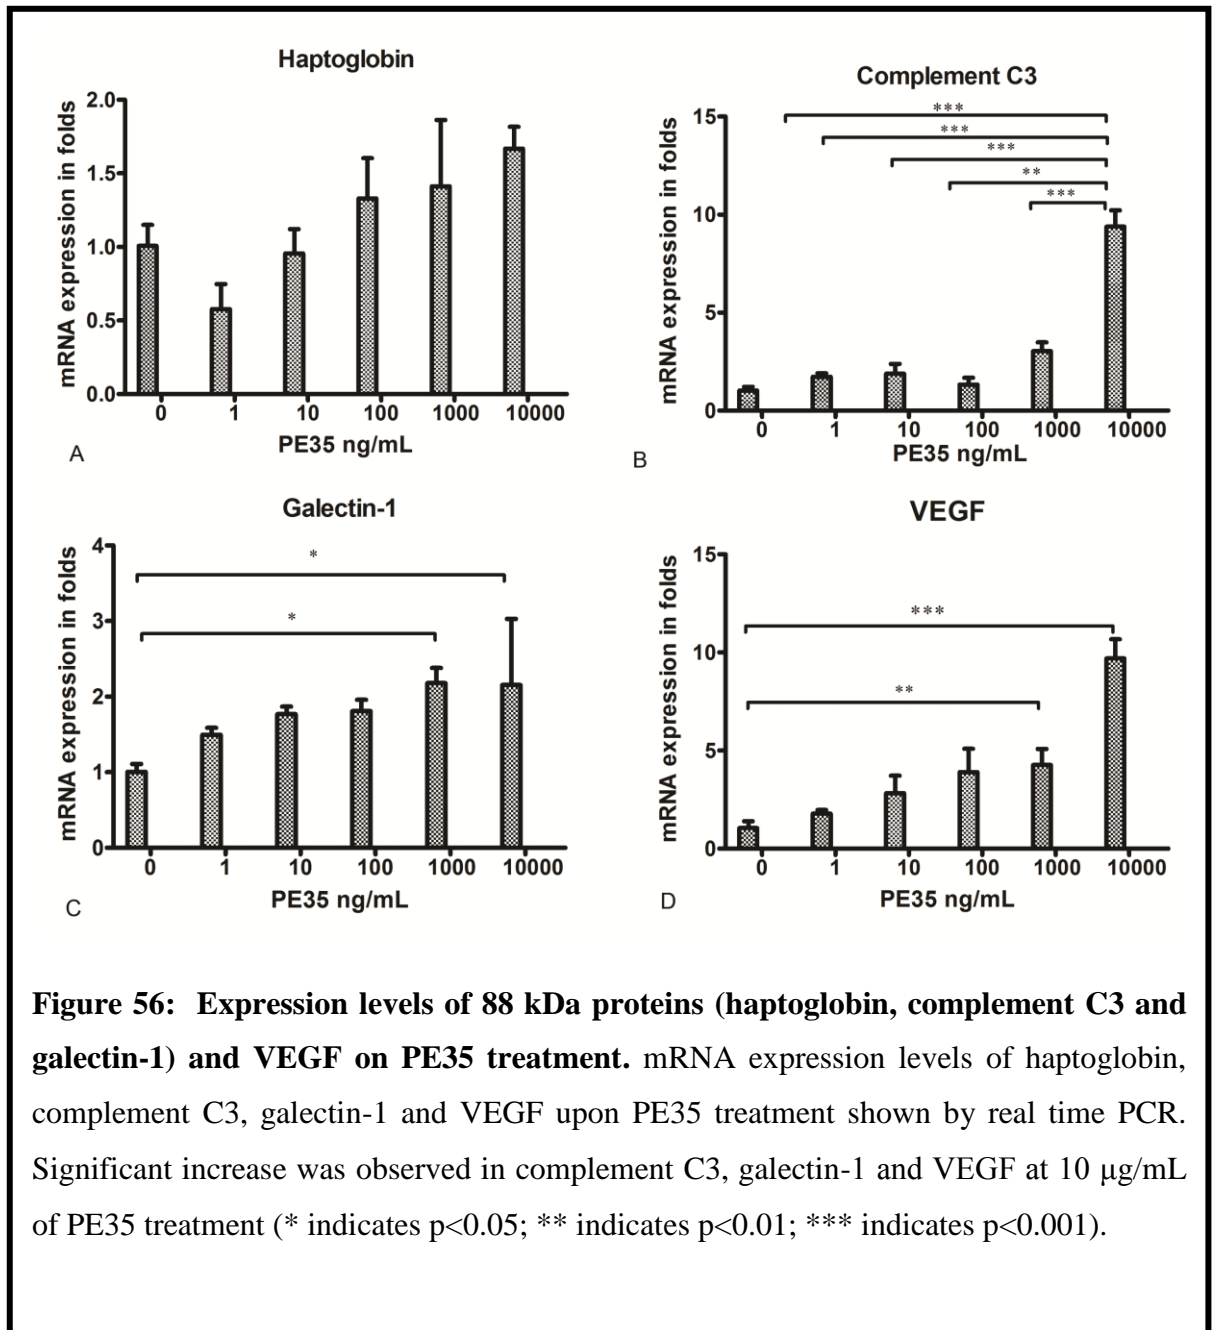 Haptoglobin
mRNA expression in folds
2.0
1.5
1.0
0.5
0.0
0 1 10 100 1000 10000
PE35 ng/mL
A
Complement C3
mRNA expression in folds
15
10
5
0
***
***
***
**
***
0 1 10 100 1000 10000
PE35 ng/mL
B
Galectin-1
mRNA expression in folds
4
3
2
1
0
*
*
0 1 10 100 1000 10000
PE35 ng/mL
C
VEGF
mRNA expression in folds
15
10
5
0
***
**
0 1 10 100 1000 10000
PE35 ng/mL
D
Figure 56: Expression levels of 88 kDa proteins (haptoglobin, complement C3 and
galectin-1) and VEGF on PE35 treatment. mRNA expression levels of haptoglobin,
complement C3, galectin-1 and VEGF upon PE35 treatment shown by real time PCR.
Significant increase was observed in complement C3, galectin-1 and VEGF at 10 µg/mL
of PE35 treatment (* indicates p<0.05; ** indicates p<0.01; *** indicates p<0.001).